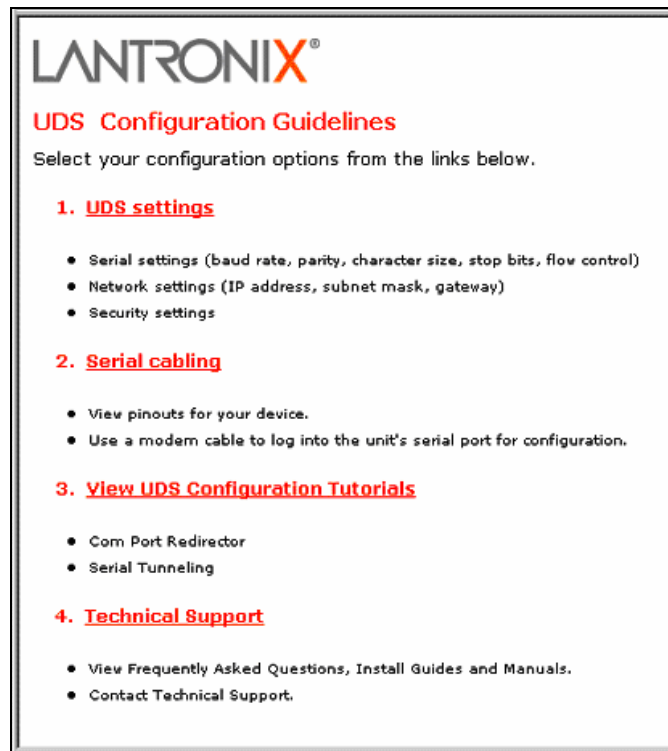 LANTRONIX®
UDS Configuration Guidelines
Select your configuration options from the links below.
1. UDS settings
● Serial settings (baud rate, parity, character size, stop bits, flow control)
● Network settings (IP address, subnet mask, gateway)
● Security settings
2. Serial cabling
● View pinouts for your device.
● Use a modem cable to log into the unit's serial port for configuration.
3. View UDS Configuration Tutorials
● Com Port Redirector
● Serial Tunneling
4. Technical Support
● View Frequently Asked Questions, Install Guides and Manuals.
● Contact Technical Support.